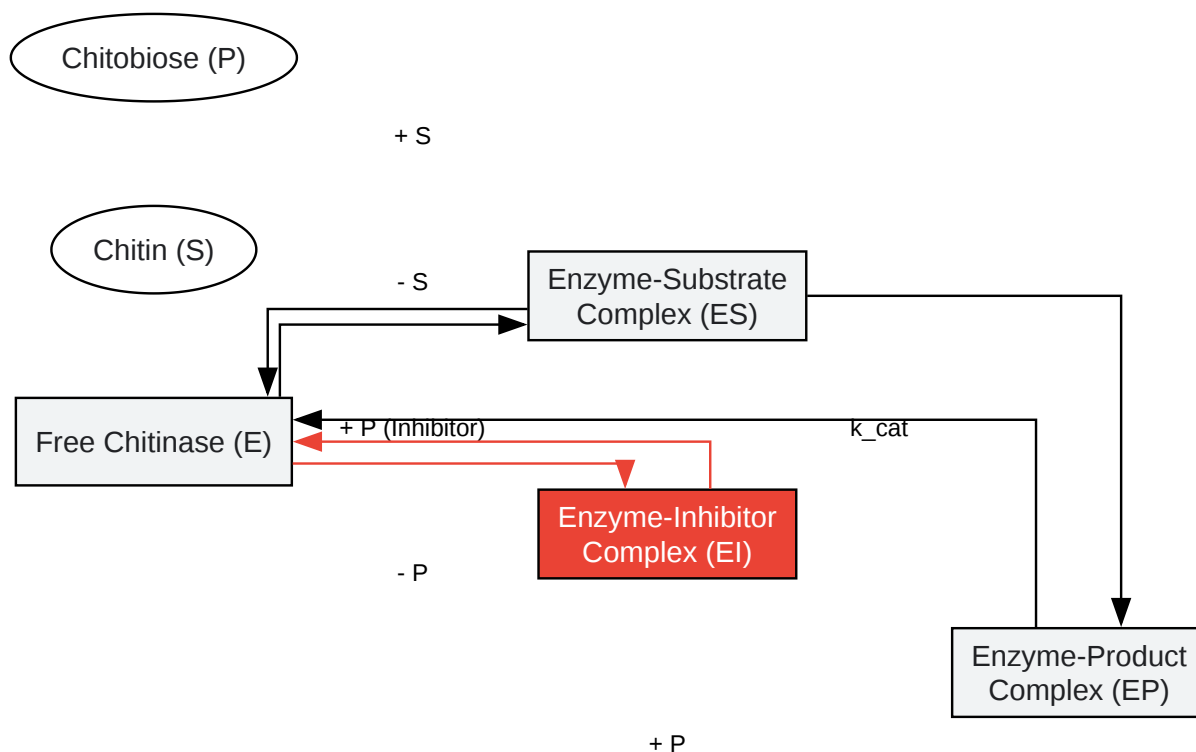 Chitobiose (P)
+ S
Chitin (S)
- S
Enzyme-Substrate
Complex (ES)
Free Chitinase (E)
+ P (Inhibitor)
k_cat
Enzyme-Inhibitor
Complex (EI)
- P
Enzyme-Product
Complex (EP)
+ P